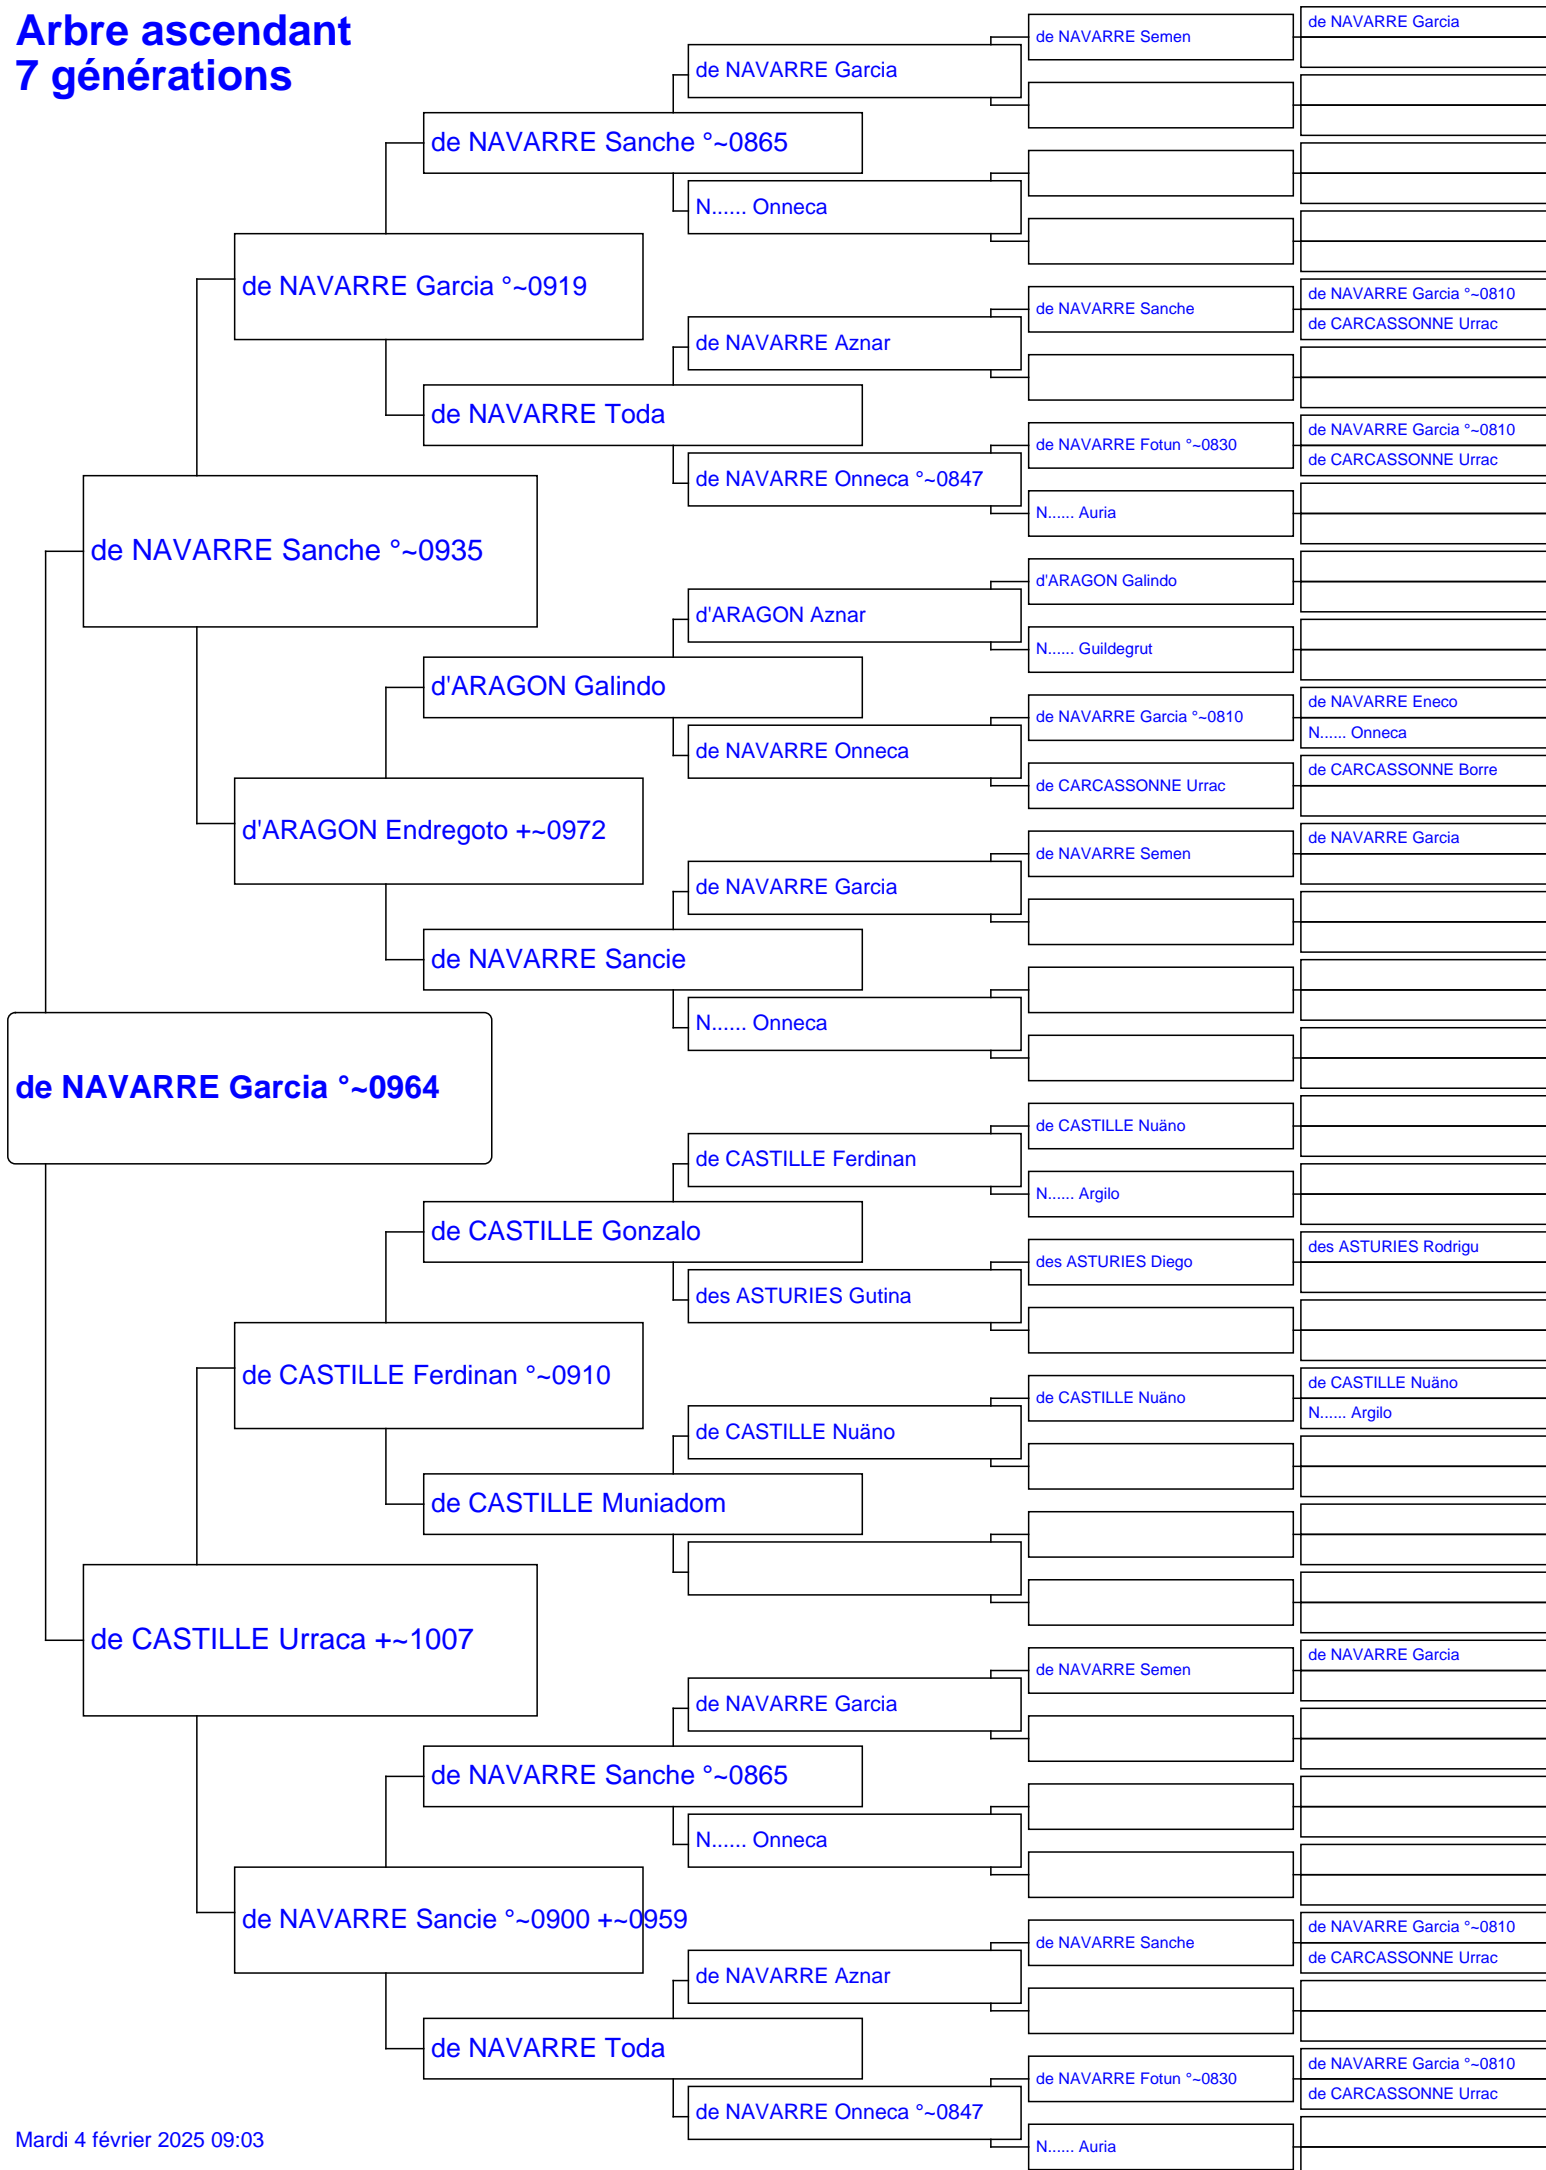 Arbre ascendant
7 générations
de NAVARRE Garcia
de NAVARRE Semen
de NAVARRE Garcia
de NAVARRE Sanche °~0865
N...... Onneca
de NAVARRE Garcia °~0919
de NAVARRE Garcia °~0810
de NAVARRE Sanche
de CARCASSONNE Urrac
de NAVARRE Aznar
de NAVARRE Toda
de NAVARRE Garcia °~0810
de NAVARRE Fotun °~0830
de CARCASSONNE Urrac
de NAVARRE Onneca °~0847
N...... Auria
de NAVARRE Sanche °~0935
d'ARAGON Galindo
d'ARAGON Aznar
N...... Guildegrut
d'ARAGON Galindo
de NAVARRE Eneco
de NAVARRE Garcia °~0810
N...... Onneca
de NAVARRE Onneca
de CARCASSONNE Borre
de CARCASSONNE Urrac
d'ARAGON Endregoto +~0972
de NAVARRE Garcia
de NAVARRE Semen
de NAVARRE Garcia
de NAVARRE Sancie
N...... Onneca
de NAVARRE Garcia °~0964
de CASTILLE Nuäno
de CASTILLE Ferdinan
N...... Argilo
de CASTILLE Gonzalo
des ASTURIES Rodrigu
des ASTURIES Diego
des ASTURIES Gutina
de CASTILLE Ferdinan °~0910
de CASTILLE Nuäno
de CASTILLE Nuäno
N...... Argilo
de CASTILLE Nuäno
de CASTILLE Muniadom
de CASTILLE Urraca +~1007
de NAVARRE Garcia
de NAVARRE Semen
de NAVARRE Garcia
de NAVARRE Sanche °~0865
N...... Onneca
de NAVARRE Sancie °~0900 +~0959
de NAVARRE Garcia °~0810
de NAVARRE Sanche
de CARCASSONNE Urrac
de NAVARRE Aznar
de NAVARRE Toda
de NAVARRE Garcia °~0810
de NAVARRE Fotun °~0830
de CARCASSONNE Urrac
de NAVARRE Onneca °~0847
N...... Auria
Mardi 4 février 2025 09:03